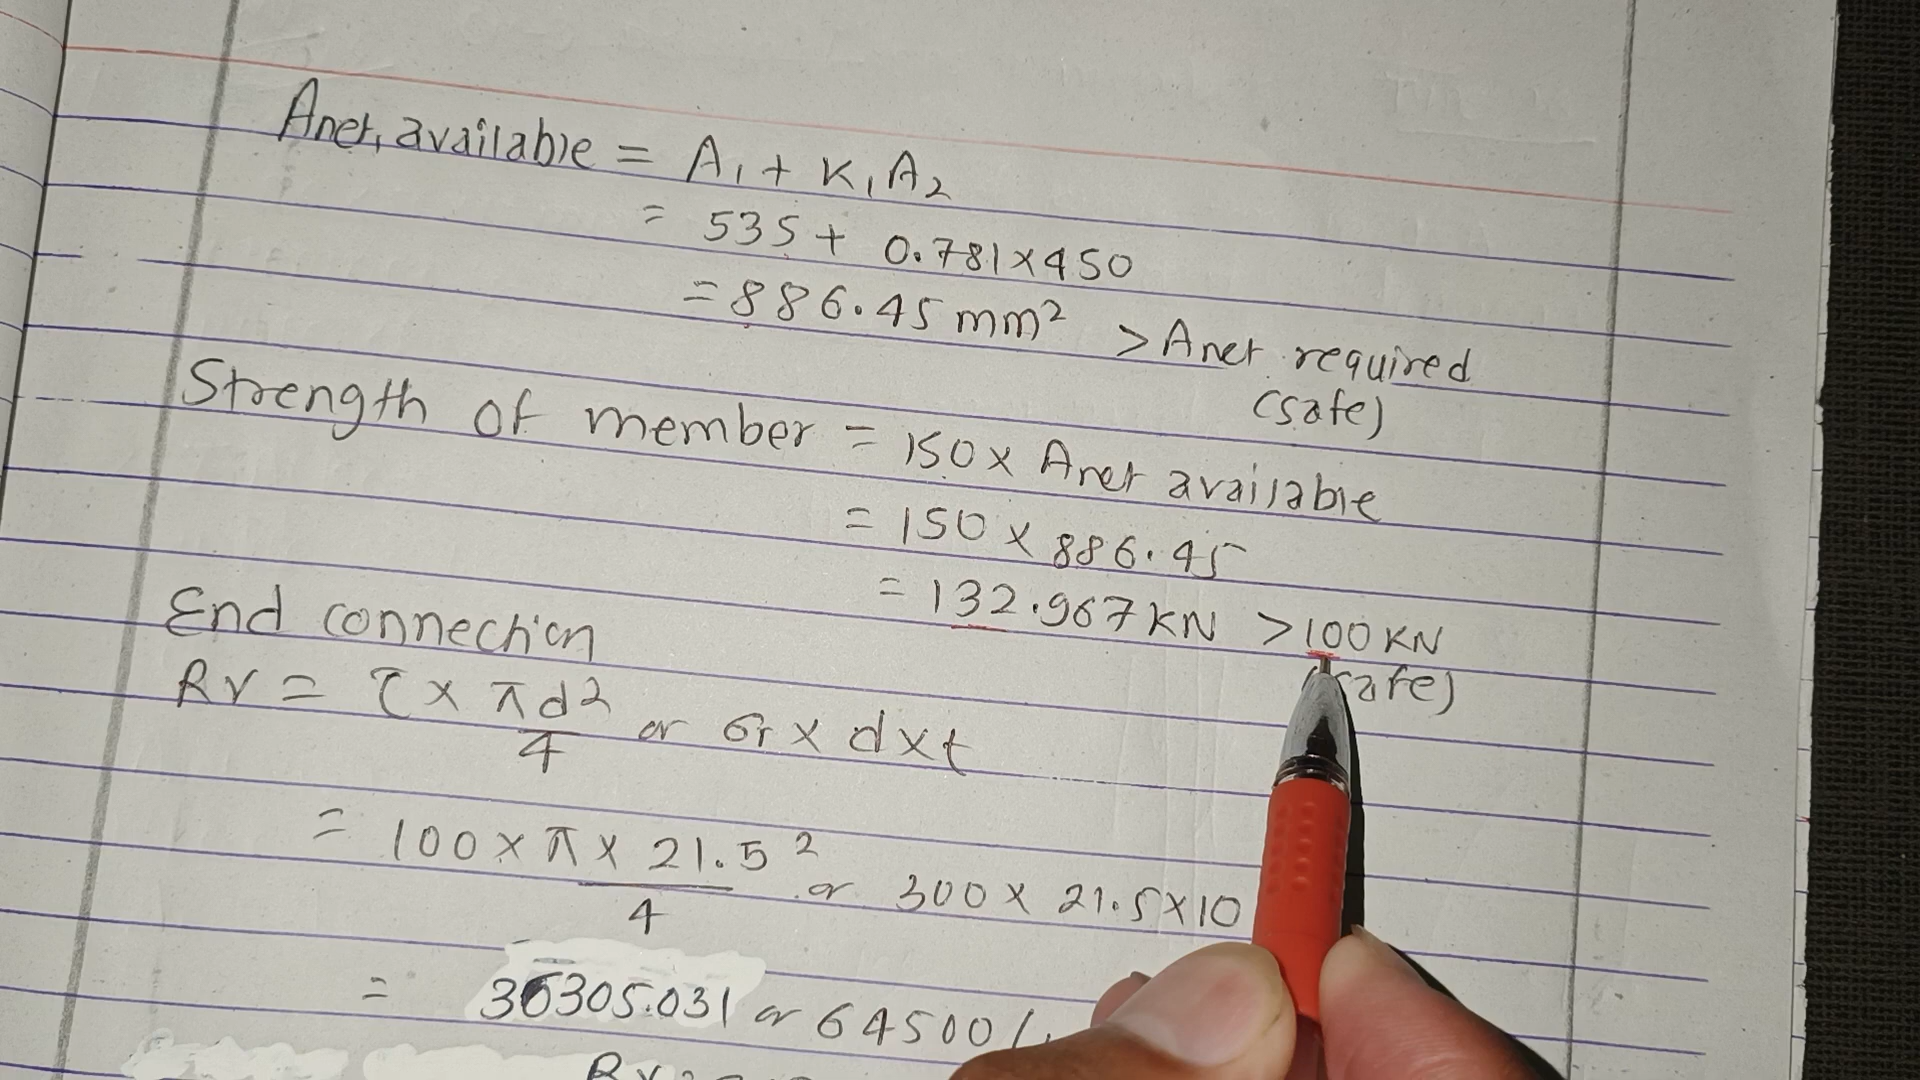 Anet, available = A₁ + K₁A₂
= 535 + 0.781×450
= 886.45 mm² > Anet required
(safe)
Strength of member = 150 × Anet available
= 150 × 886.45
= 132.967 KN > 100 KN
(safe)
End connection
RV = τ × πd²/4 or σr × d×t
= 100 × π × 21.5²/4 or 300 × 21.5 × 10
= 36305.031 or 64500